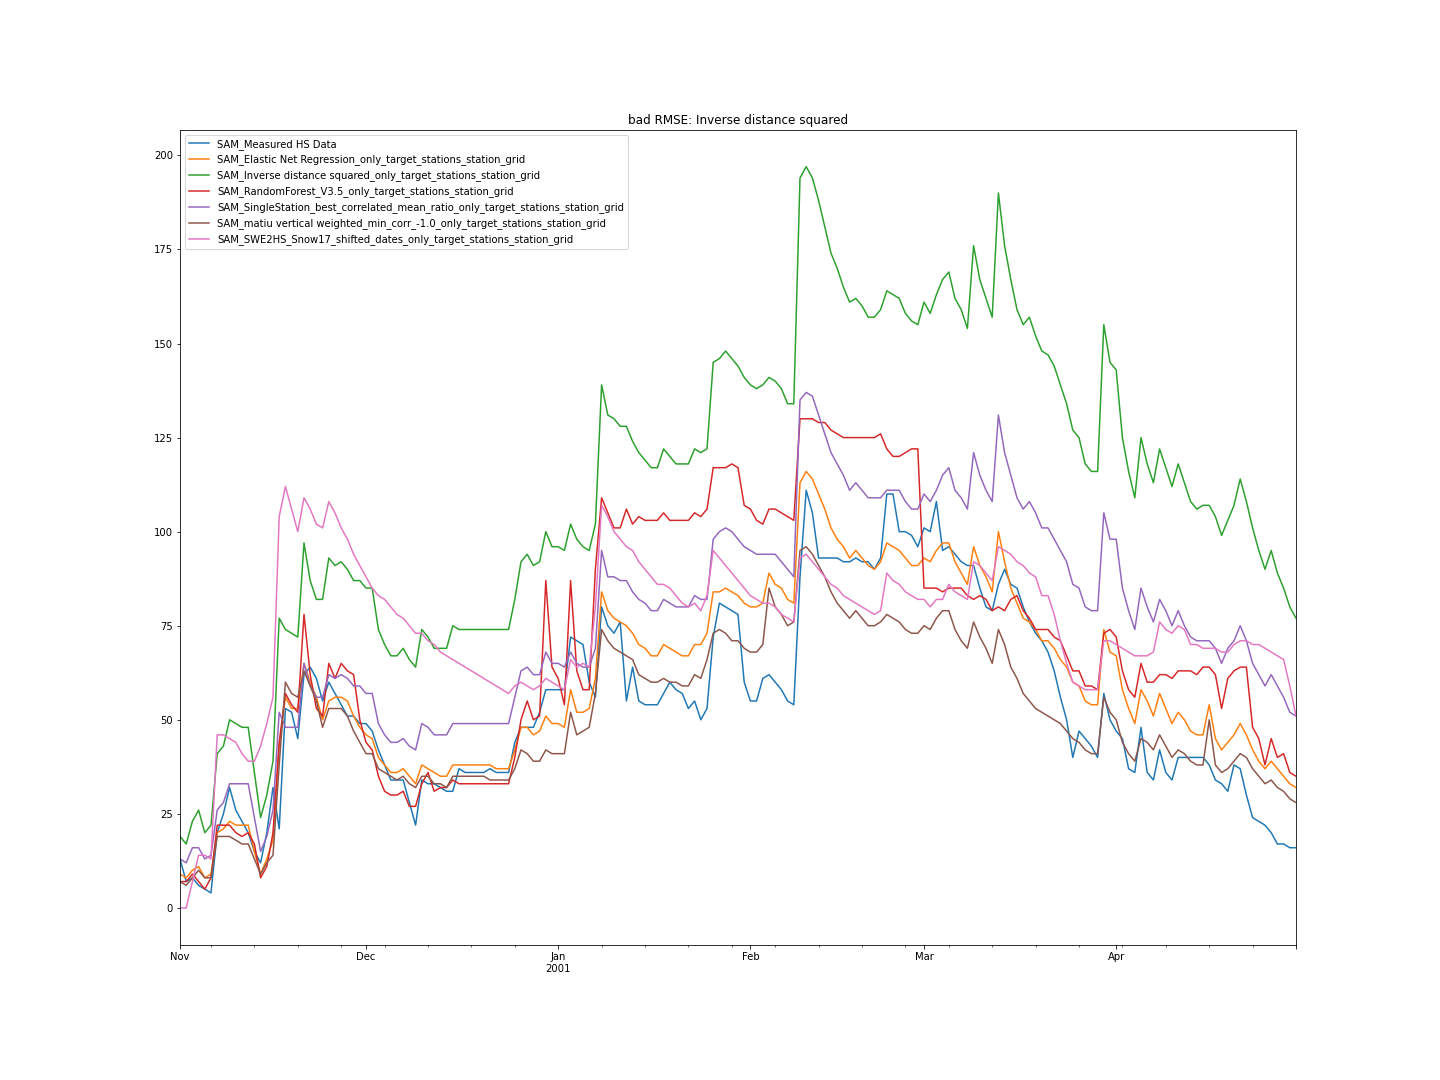 bad RMSE: Inverse distance squared
SAM_Measured HS Data
SAM_Elastic Net Regression_only_target_stations_station_grid
SAM_Inverse distance squared_only_target_stations_station_grid
SAM_RandomForest_V3.5_only_target_stations_station_grid
SAM_SingleStation_best_correlated_mean_ratio_only_target_stations_station_grid
SAM_matiu vertical weighted_min_corr_-1.0_only_target_stations_station_grid
SAM_SWE2HS_Snow17_shifted_dates_only_target_stations_station_grid
200
175
150
125
100
75
50
25
0
Nov Dec Jan Feb Mar Apr
2001